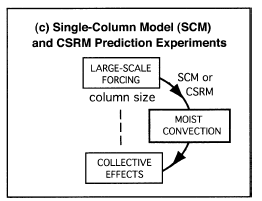 (c) Single-Column Model (SCM)
and CSRM Prediction Experiments
LARGE-SCALE
FORCING
SCM or
CSRM
column size
MOIST
CONVECTION
COLLECTIVE
EFFECTS